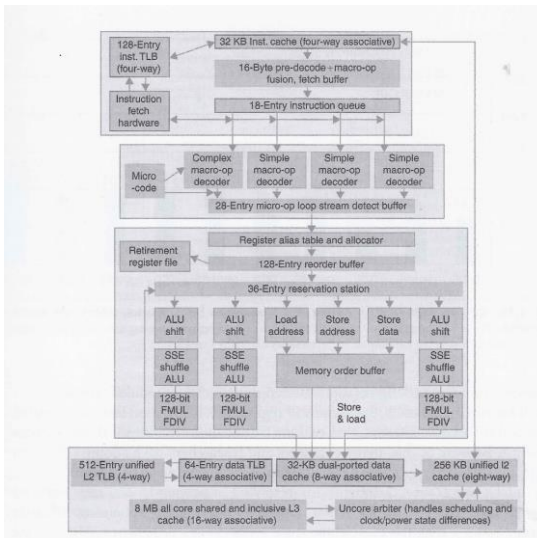 128-Entry
inst. TLB
(four-way)
32 KB Inst. cache (four-way associative)
16-Byte pre-decode+macro-op
fusion, fetch buffer
Instruction
fetch
hardware
18-Entry instruction queue
Micro
-code
Complex
macro-op
decoder
Simple
macro-op
decoder
Simple
macro-op
decoder
Simple
macro-op
decoder
28-Entry micro-op loop stream detect buffer
Register alias table and allocator
Retirement
register file
128-Entry reorder buffer
36-Entry reservation station
ALU
shift
ALU
shift
Load
address
Store
address
Store
data
ALU
shift
SSE
shuffle
ALU
SSE
shuffle
ALU
Memory order buffer
SSE
shuffle
ALU
128-bit
FMUL
FDIV
128-bit
FMUL
FDIV
Store
& load
128-bit
FMUL
FDIV
512-Entry unified
L2 TLB (4-way)
64-Entry data TLB
(4-way associative)
32-KB dual-ported data
cache (8-way associative)
256 KB unified l2
cache (eight-way)
8 MB all core shared and inclusive L3
cache (16-way associative)
Uncore arbiter (handles scheduling and
clock/power state differences)